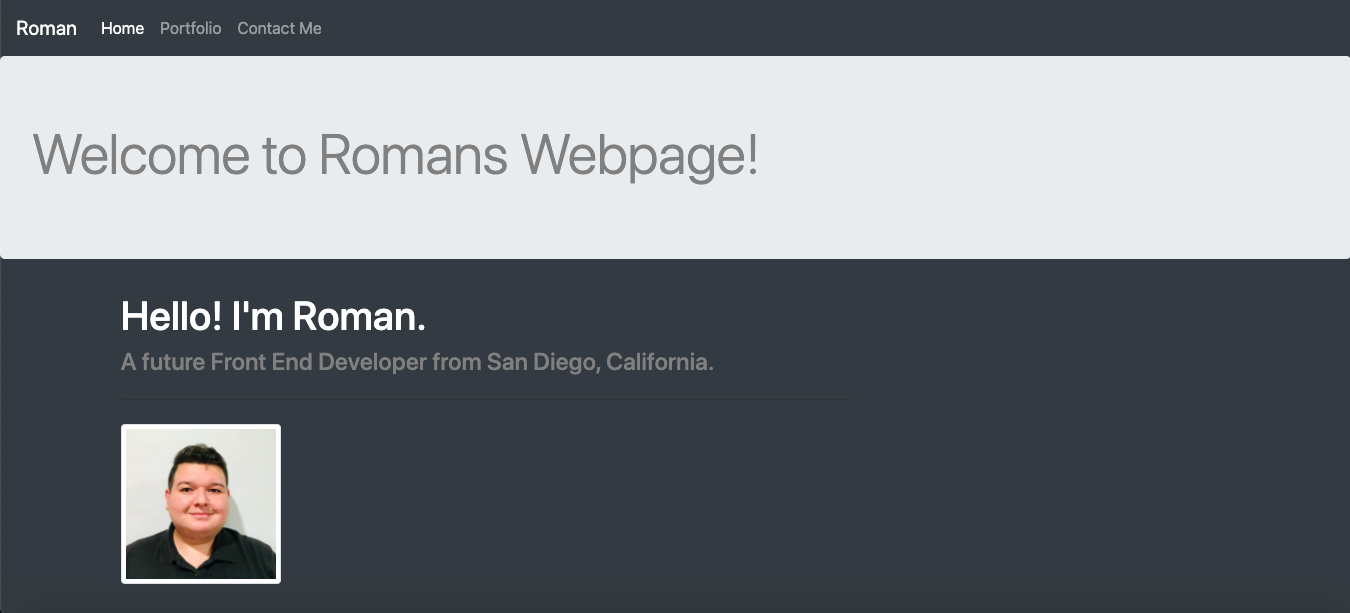 Roman Home Portfolio Contact Me
Welcome to Romans Webpage!
Hello! I'm Roman.
A future Front End Developer from San Diego, California.